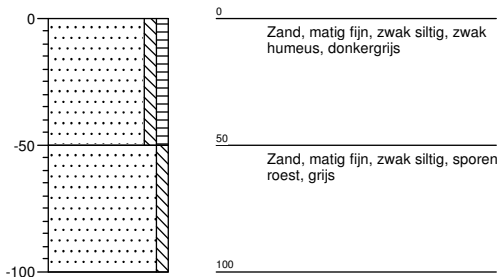 0
0
Zand, matig fijn, zwak siltig, zwak
humeus, donkergrijs
-50
50
Zand, matig fijn, zwak siltig, sporen
roest, grijs
-100
100